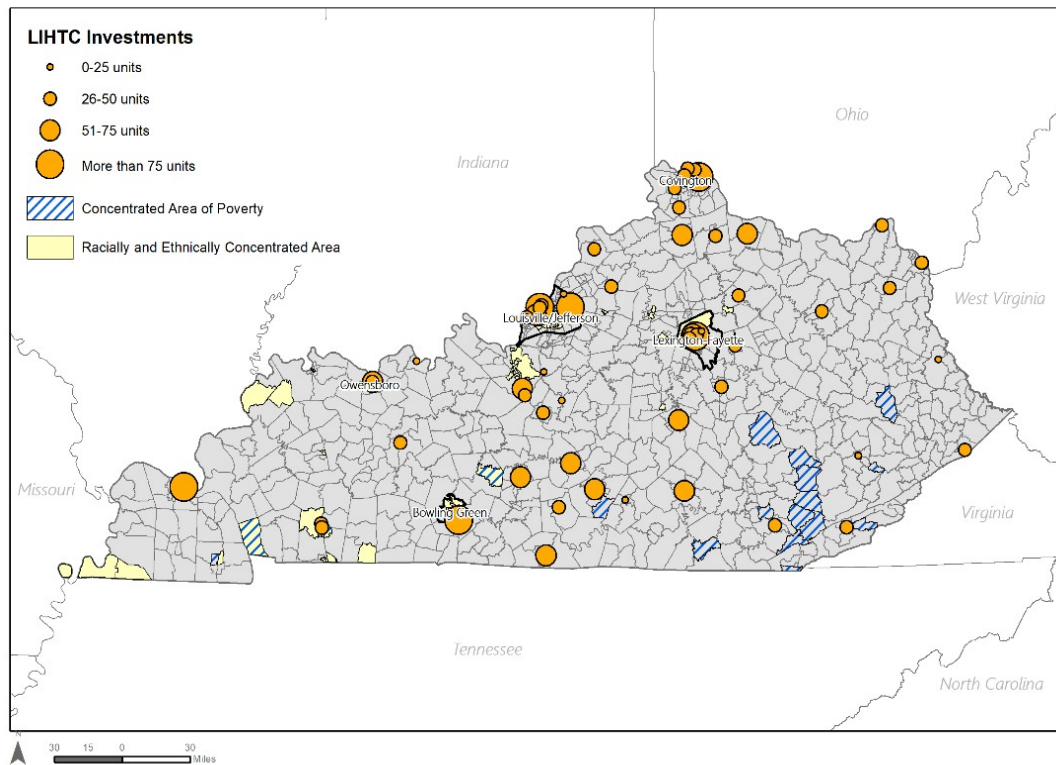 LIHTC Investments
0-25 units
26-50 units
51-75 units
More than 75 units
Concentrated Area of Poverty
Racially and Ethnically Concentrated Area
Ohio
Indiana
Covington
West Virginia
Louisville/Jefferson
Lexington-Fayette
Owensboro
Missouri
Bowling Green
Virginia
Tennessee
North Carolina
N
30 15 0 30
Miles